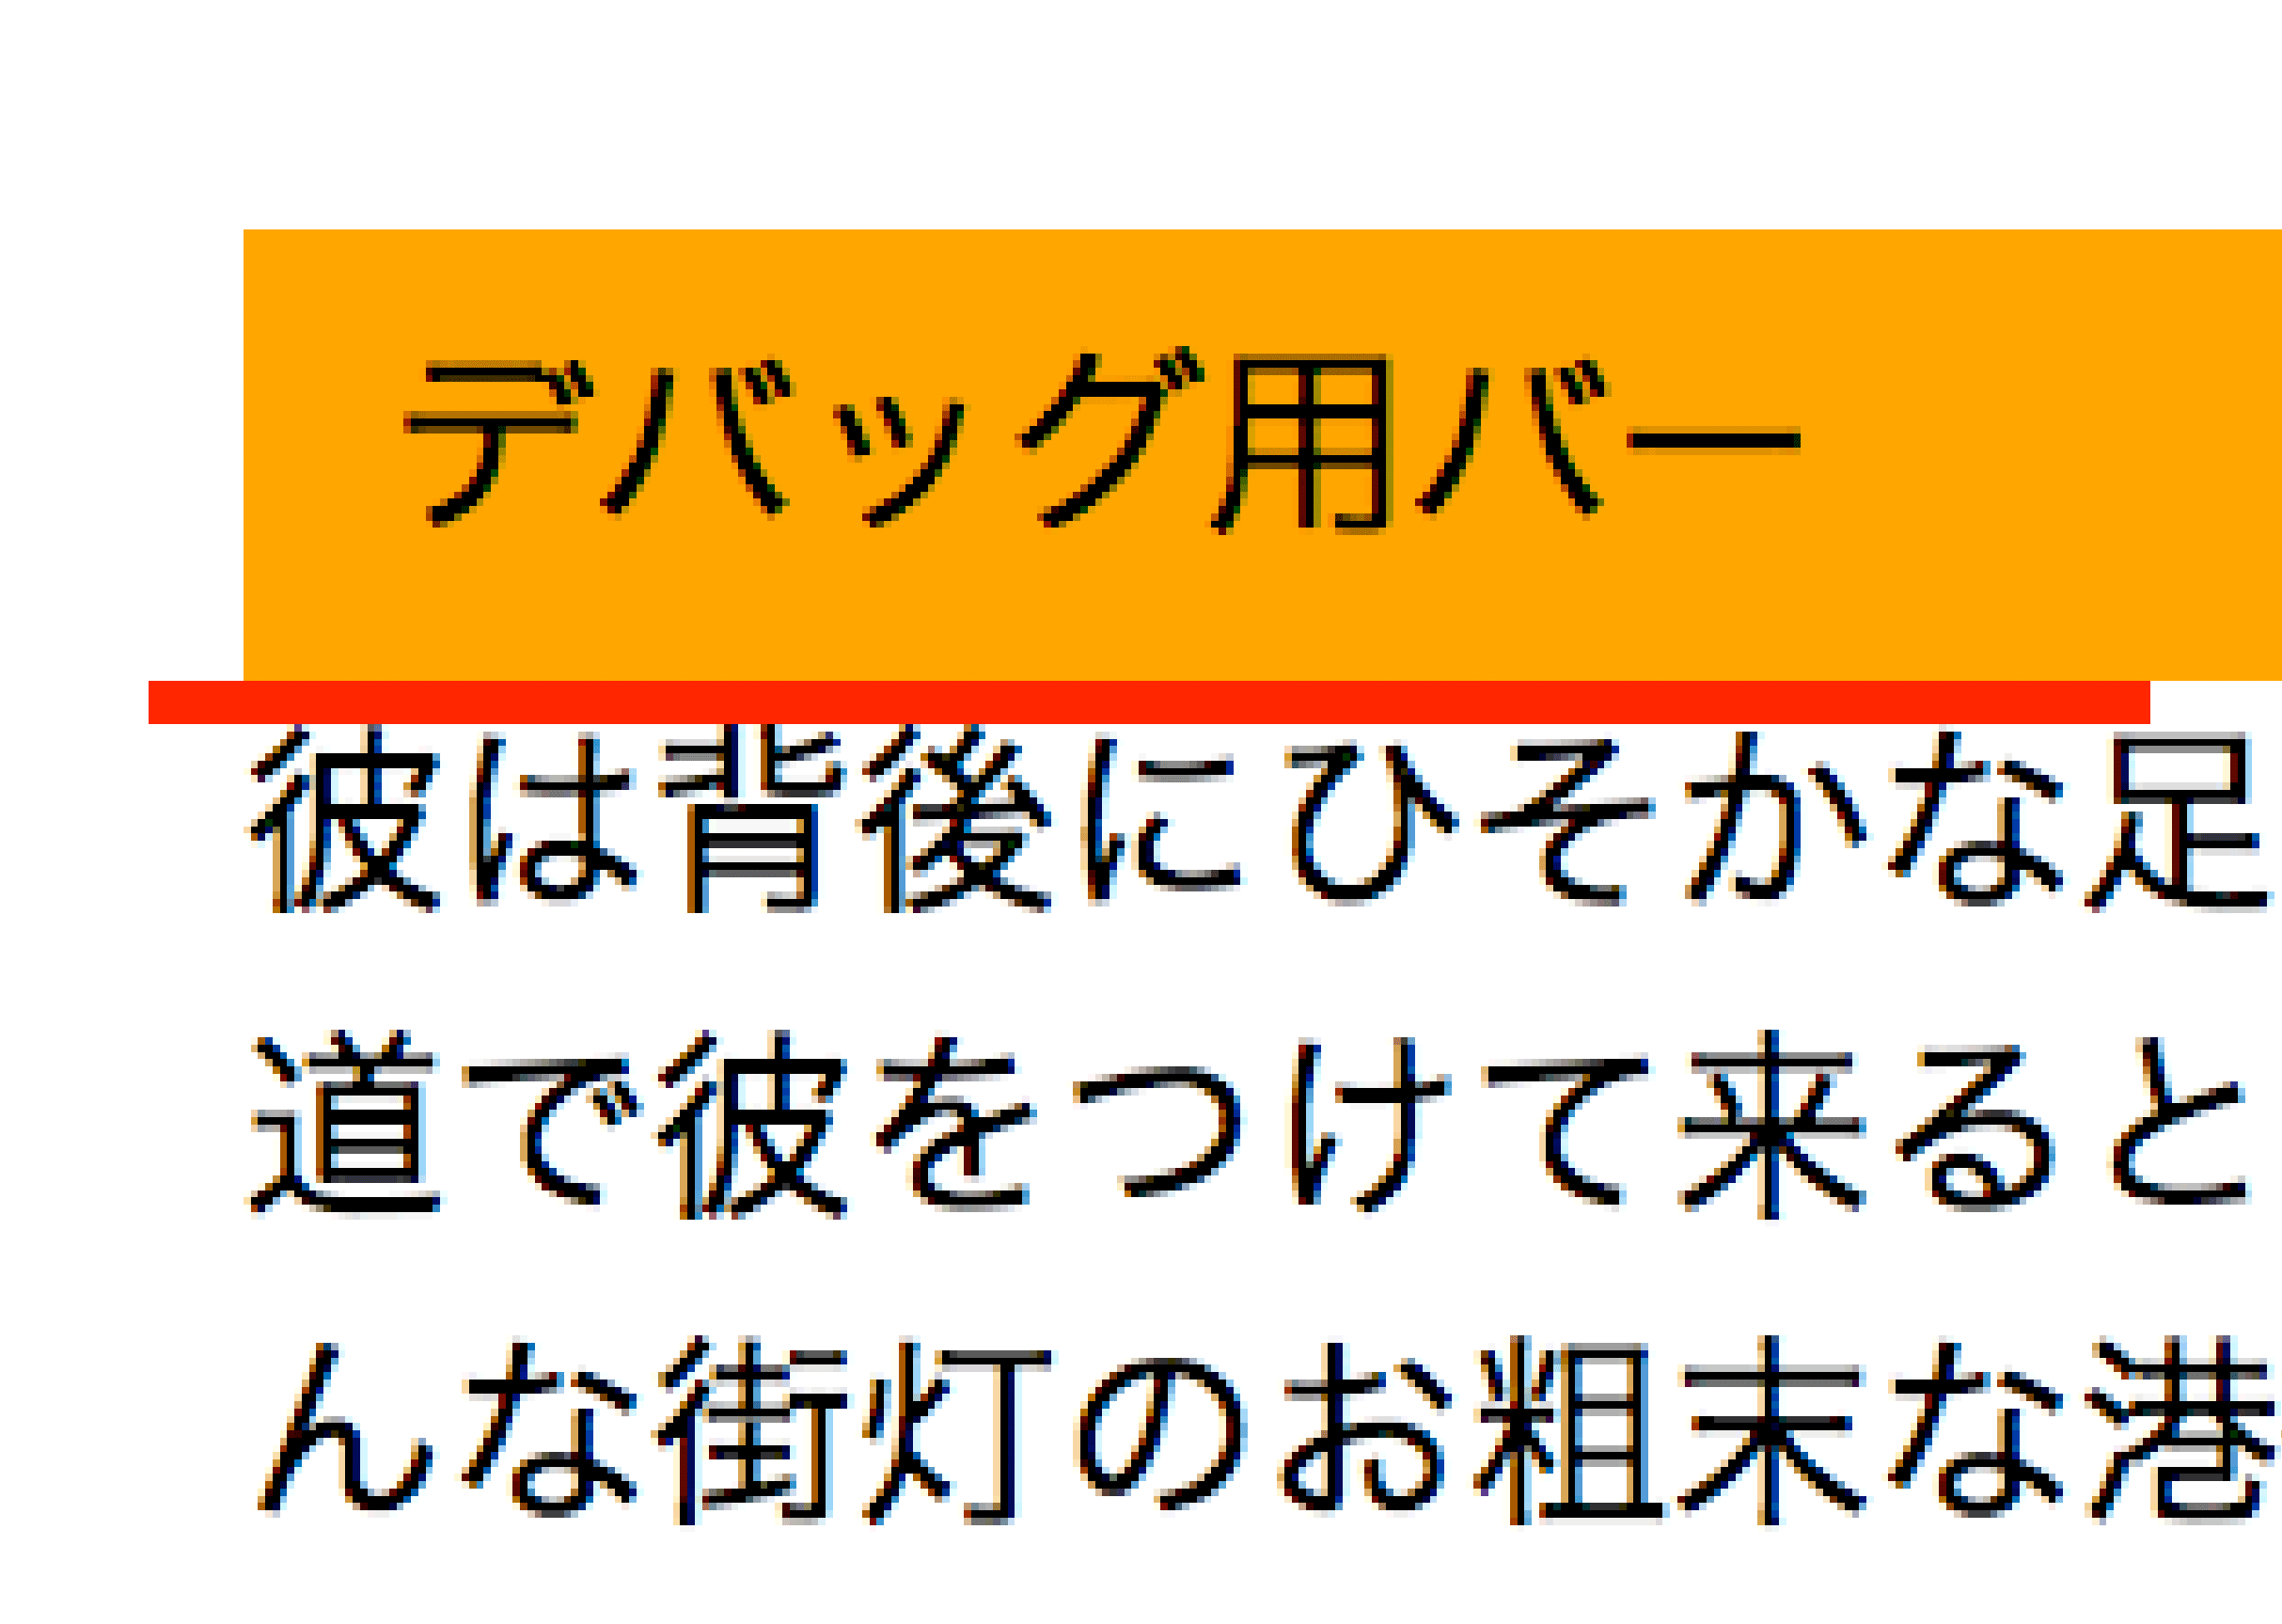 デバッグ用バー
彼は背後にひそかな足
道で彼をつけて来ると
んな街灯のお粗末な港